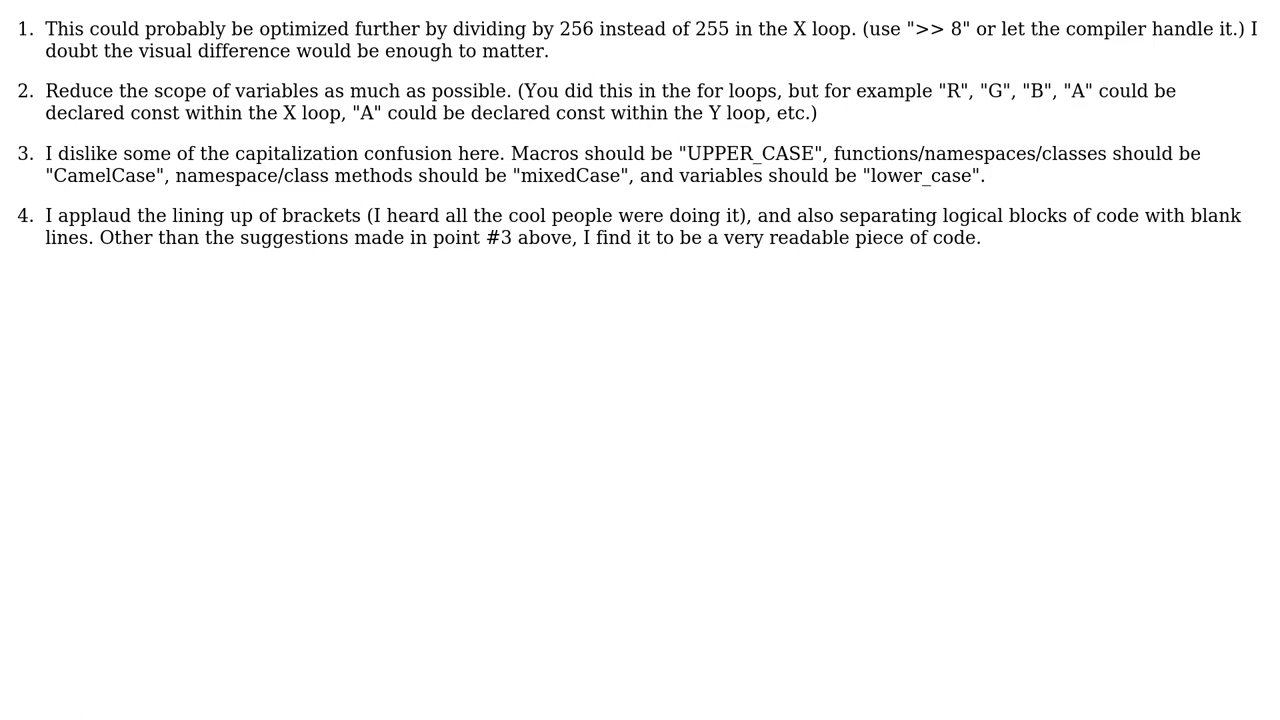 1. This could probably be optimized further by dividing by 256 instead of 255 in the X loop. (use ">> 8" or let the compiler handle it.) I
doubt the visual difference would be enough to matter.
2. Reduce the scope of variables as much as possible. (You did this in the for loops, but for example "R", "G", "B", "A" could be
declared const within the X loop, "A" could be declared const within the Y loop, etc.)
3. I dislike some of the capitalization confusion here. Macros should be "UPPER_CASE", functions/namespaces/classes should be
"CamelCase", namespace/class methods should be "mixedCase", and variables should be "lower_case".
4. I applaud the lining up of brackets (I heard all the cool people were doing it), and also separating logical blocks of code with blank
lines. Other than the suggestions made in point #3 above, I find it to be a very readable piece of code.